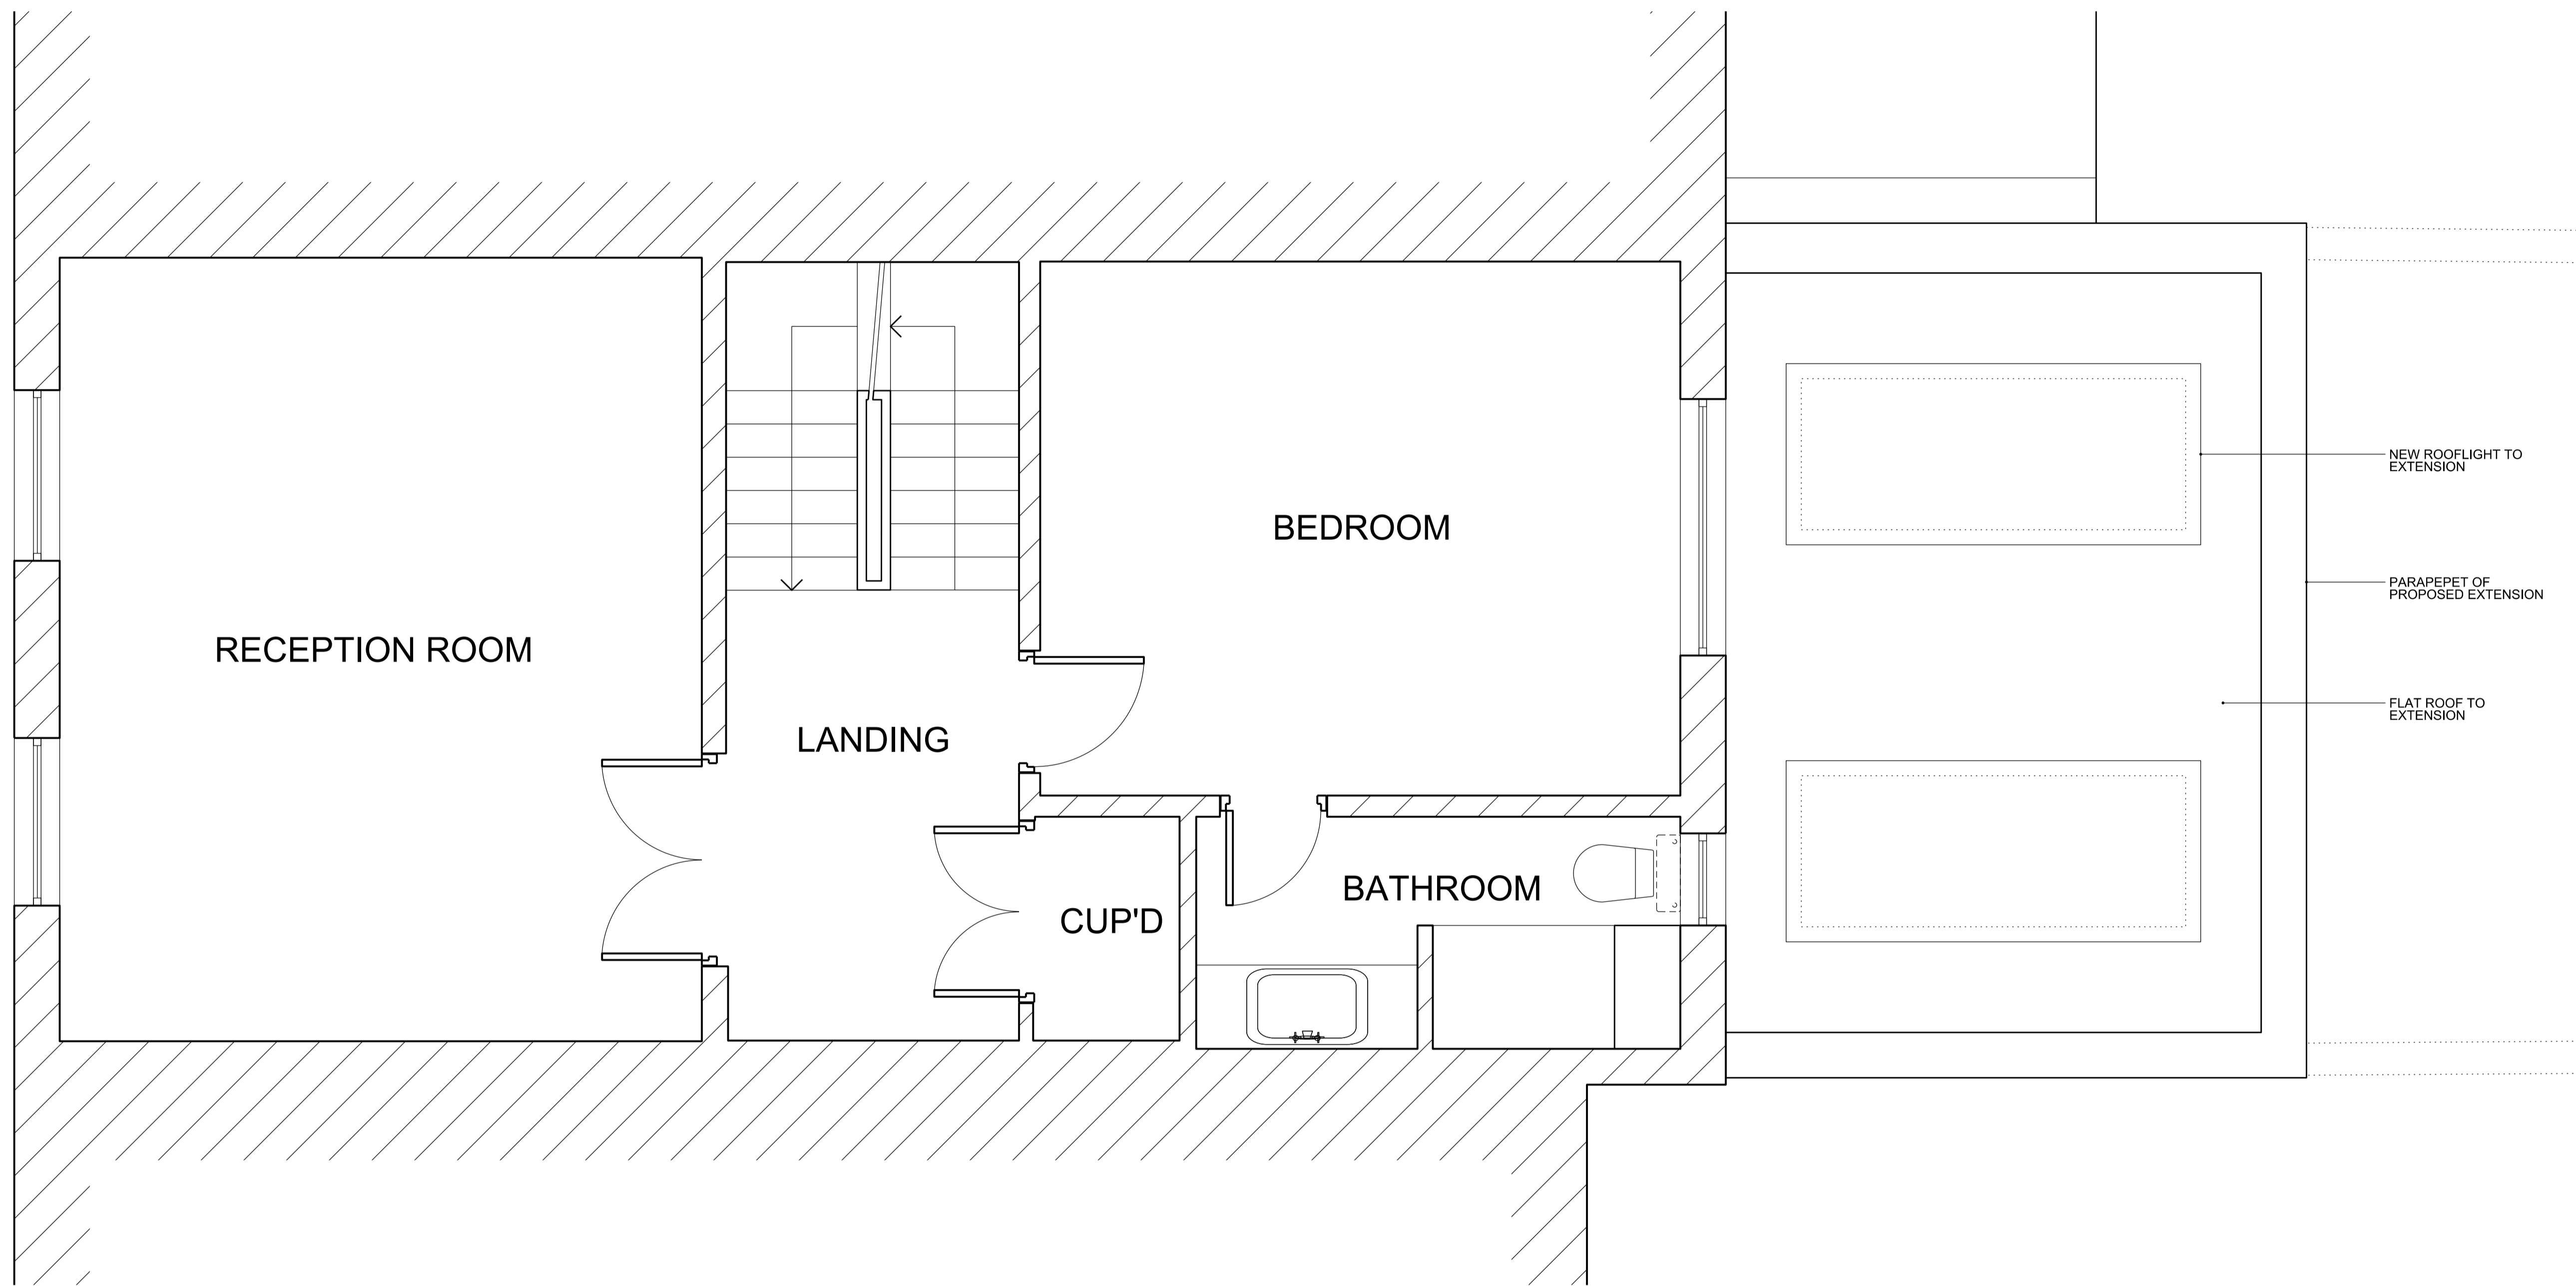 NEW ROOFLIGHT TO
EXTENSION
BEDROOM
PARAPEPET OF
PROPOSED EXTENSION
RECEPTION ROOM
FLAT ROOF TO
EXTENSION
LANDING
BATHROOM
CUP'D